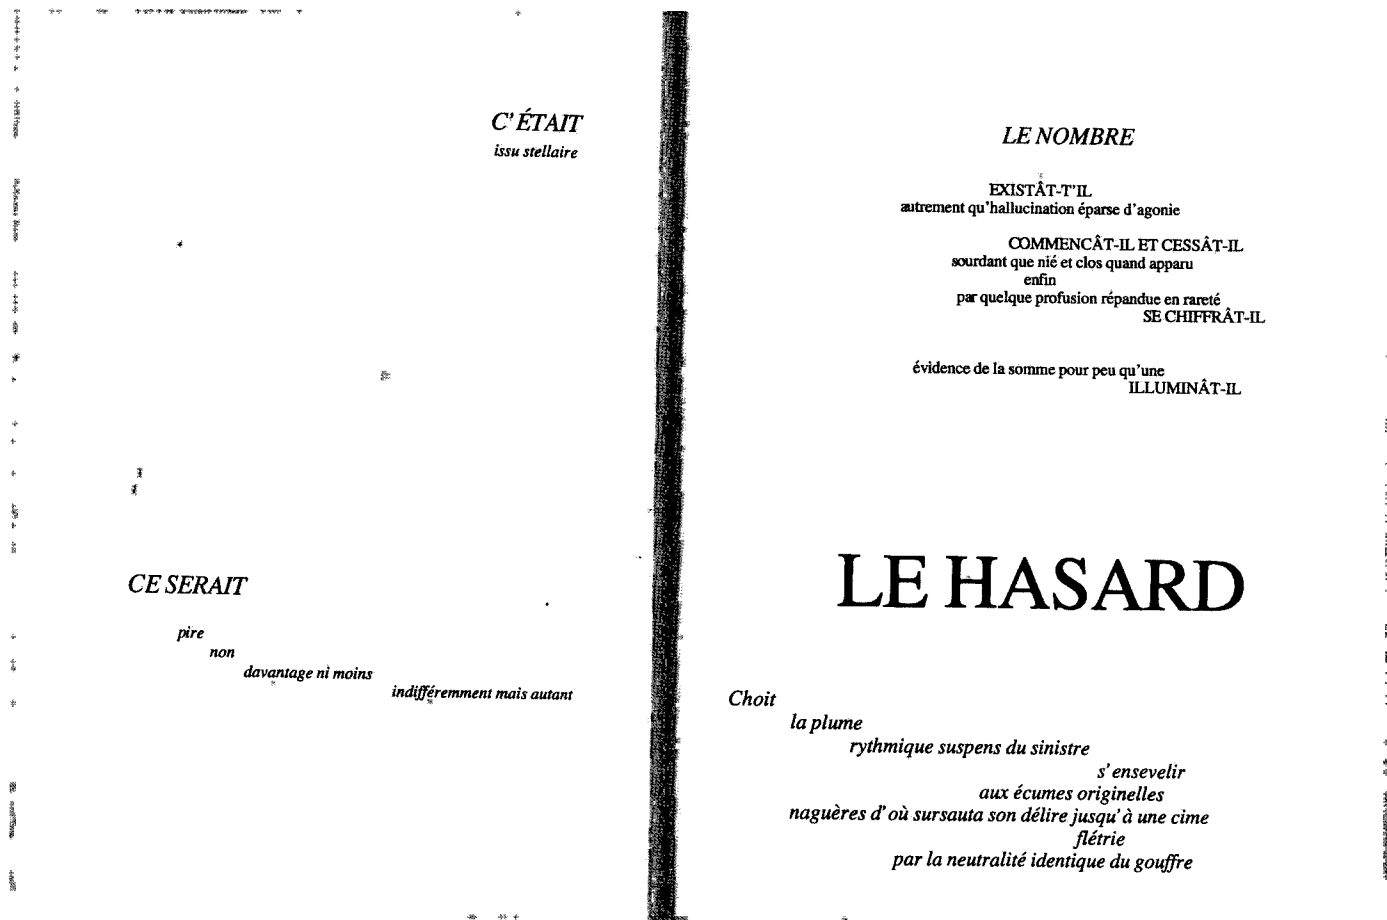 C'ÉTAIT
issu stellaire
CE SERAIT
pire
non
davantage ni moins
indifféremment mais autant
LE NOMBRE
EXISTÂT-T'IL
autrement qu'hallucination éparse d'agonie
COMMENCÂT-IL ET CESSÂT-IL
sourdant que nié et clos quand apparu
enfin
par quelque profusion répandue en rareté
SE CHIFFRÂT-IL
évidence de la somme pour peu qu'une
ILLUMINÂT-IL
LE HASARD
Choit
la plume
rythmique suspens du sinistre
s'ensevelir
aux écumes originelles
naguères d'où sursauta son délire jusqu'à une cime
flétrie
par la neutralité identique du gouffre